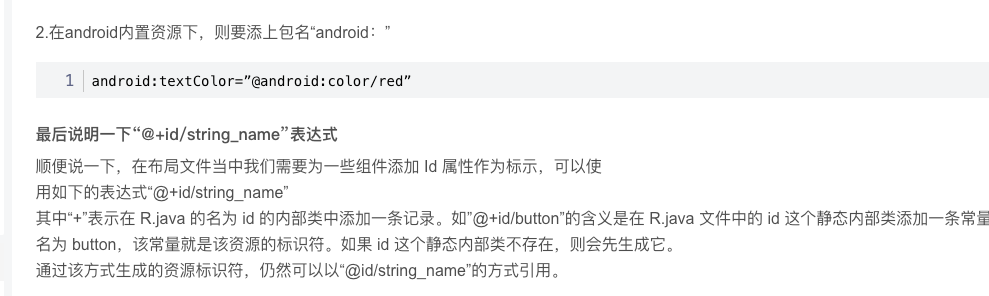 2.在android内置资源下，则要添上包名“android：”
1 android:textColor=”@android:color/red”
最后说明一下“@+id/string_name”表达式
顺便说一下，在布局文件当中我们需要为一些组件添加 Id 属性作为标示，可以使
用如下的表达式“@+id/string_name”
其中“+”表示在 R.java 的名为 id 的内部类中添加一条记录。如”@+id/button”的含义是在 R.java 文件中的 id 这个静态内部类添加一条常量
名为 button，该常量就是该资源的标识符。如果 id 这个静态内部类不存在，则会先生成它。
通过该方式生成的资源标识符，仍然可以以“@id/string_name”的方式引用。